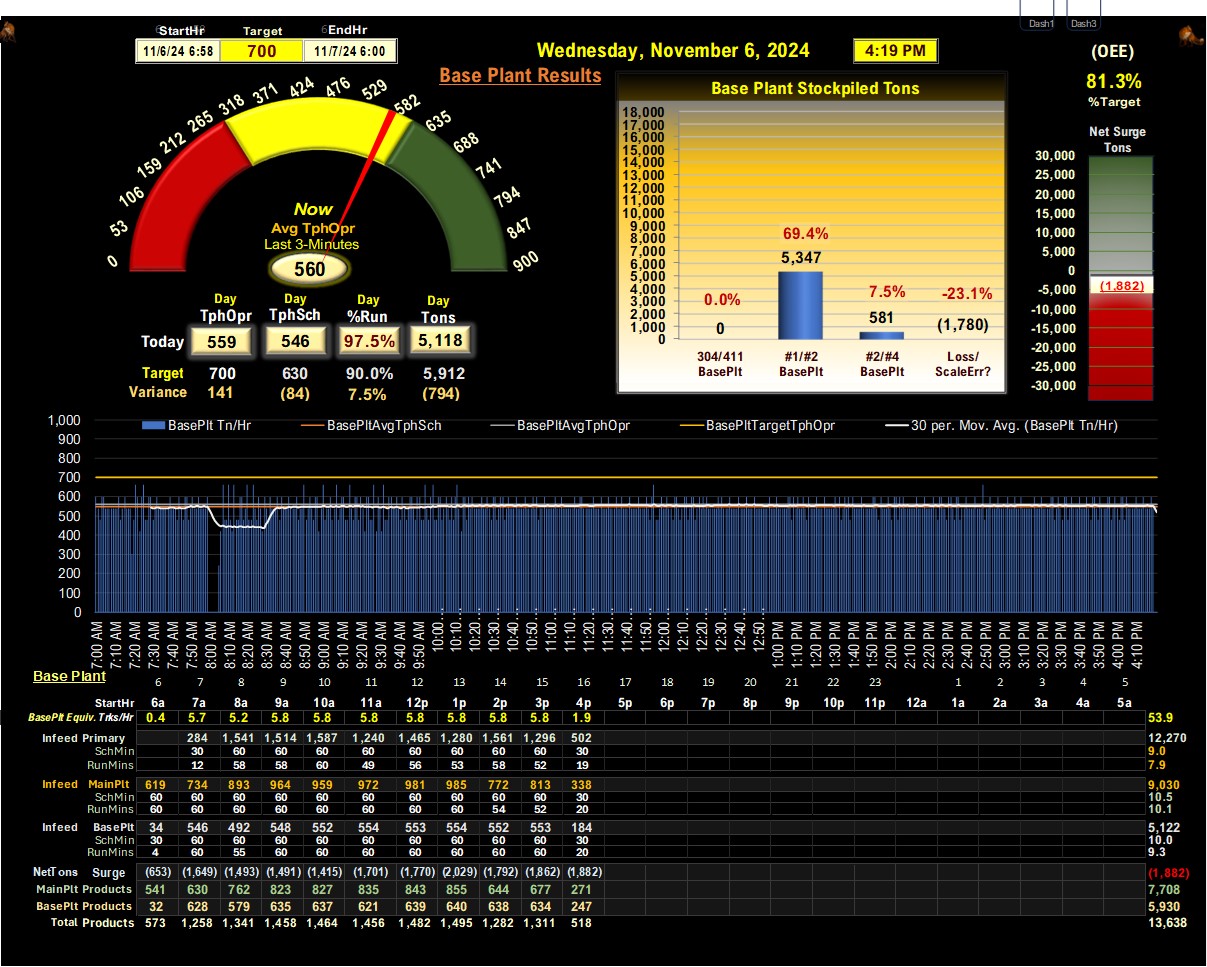 Dash1 Dash3
StartHr Target EndHr
11/6/24 6:58 700 11/7/24 6:00
Wednesday, November 6, 2024 4:19 PM
(OEE)
81.3%
%Target
Base Plant Results
0 53 106 159 212 265 318 371 424 476 529 582 635 688 741 794 847 900
Now
Avg TphOpr
Last 3-Minutes
560
Day Day Day Day
TphOpr TphSch %Run Tons
Today 559 546 97.5% 5,118
Target 700 630 90.0% 5,912
Variance 141 (84) 7.5% (794)
Base Plant Stockpiled Tons
18,000
17,000
16,000
15,000
14,000
13,000
12,000
11,000
10,000
9,000
8,000
7,000
6,000
5,000
4,000
3,000
2,000
1,000
0
0.0% 69.4% 7.5% -23.1%
0 5,347 581 (1,780)
304/411 #1/#2 #2/#4 Loss/
BasePlt BasePlt BasePlt ScaleErr?
Net Surge
Tons
30,000
25,000
20,000
15,000
10,000
5,000
0
-5,000
-10,000
-15,000
-20,000
-25,000
-30,000
(1,882)
BasePlt Tn/Hr BasePltAvgTphSch BasePltAvgTphOpr BasePltTargetTphOpr 30 per. Mov. Avg. (BasePlt Tn/Hr)
1,000
900
800
700
600
500
400
300
200
100
0
7:00 AM 7:10 AM 7:20 AM 7:30 AM 7:40 AM 7:50 AM 8:00 AM 8:10 AM 8:20 AM 8:30 AM 8:40 AM 8:50 AM 9:00 AM 9:10 AM 9:20 AM 9:30 AM 9:40 AM 9:50 AM 10:00... 10:10... 10:20... 10:30... 10:40... 10:50... 11:00... 11:10... 11:20... 11:30... 11:40... 11:50... 12:00... 12:10... 12:20... 12:30... 12:40... 12:50... 1:00 PM 1:10 PM 1:20 PM 1:30 PM 1:40 PM 1:50 PM 2:00 PM 2:10 PM 2:20 PM 2:30 PM 2:40 PM 2:50 PM 3:00 PM 3:10 PM 3:20 PM 3:30 PM 3:40 PM 3:50 PM 4:00 PM 4:10 PM
Base Plant
6 7 8 9 10 11 12 13 14 15 16 17 18 19 20 21 22 23 1 2 3 4 5
StartHr 6a 7a 8a 9a 10a 11a 12p 1p 2p 3p 4p 5p 6p 7p 8p 9p 10p 11p 12a 1a 2a 3a 4a 5a
BasePlt Equiv. Trks/Hr 0.4 5.7 5.2 5.8 5.8 5.8 5.8 5.8 5.8 5.8 1.9 53.9
Infeed Primary 284 1,541 1,514 1,587 1,240 1,465 1,280 1,561 1,296 502 12,270
SchMin 30 60 60 60 60 60 60 60 60 30 9.0
RunMins 12 58 58 60 49 56 53 58 52 19 7.9
Infeed MainPlt 619 734 893 964 959 972 981 985 772 813 338 9,030
SchMin 60 60 60 60 60 60 60 60 60 60 30 10.5
RunMins 60 60 60 60 60 60 60 60 54 52 20 10.1
Infeed BasePlt 34 546 492 548 552 554 553 554 552 553 184 5,122
SchMin 30 60 60 60 60 60 60 60 60 60 30 10.0
RunMins 4 60 55 60 60 60 60 60 60 60 20 9.3
NetTons Surge (653) (1,649) (1,493) (1,491) (1,415) (1,701) (1,770) (2,029) (1,792) (1,862) (1,882) (1,882)
MainPlt Products 541 630 762 823 827 835 843 855 644 677 271 7,708
BasePlt Products 32 628 579 635 637 621 639 640 638 634 247 5,930
Total Products 573 1,258 1,341 1,458 1,464 1,456 1,482 1,495 1,282 1,311 518 13,638